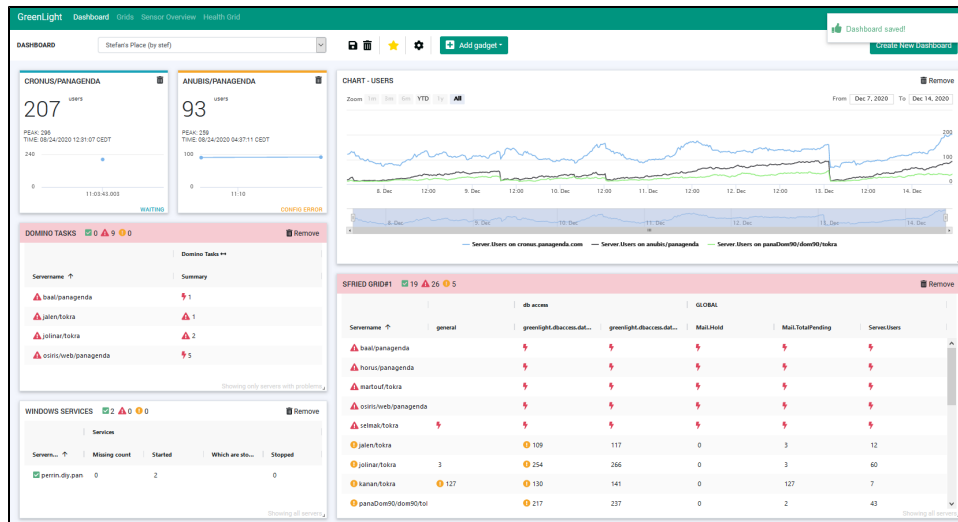 GreenLight Dashboard Grids Sensor Overview Health Grid
Dashboard saved!
DASHBOARD Stefan's Place (by stef) Add gadget Create New Dashboard
CRONUS/PANAGENDA
207 users
PEAK: 296
TIME: 08/24/2020 12:31:07 CEDT
240
0
11:03:43.003
WAITING
ANUBIS/PANAGENDA
93 users
PEAK: 259
TIME: 08/24/2020 04:37:11 CEDT
100
0
11:10
CONFIG ERROR
CHART - USERS Remove
Zoom 1m 3m 6m YTD 1y All From Dec 7, 2020 To Dec 14, 2020
200
100
0
8. Dec 12:00 9. Dec 12:00 10. Dec 12:00 11. Dec 12:00 12. Dec 12:00 13. Dec 12:00 14. Dec
8. Dec 9. Dec 10. Dec 11. Dec 12. Dec 13. Dec 14. Dec
Server.Users on cronus.panagenda.com Server.Users on anubis/panagenda Server.Users on panaDom90/dom90/tokra
DOMINO TASKS 0 9 0 Remove
Domino Tasks
Servername Summary
baal/panagenda 1
jalen/tokra 1
jolinar/tokra 2
osiris/web/panagenda 5
Showing only servers with problems
WINDOWS SERVICES 2 0 0 Remove
Services
Servern... Missing count Started Which are sto... Stopped
perrin.diy.pan 0 2 0
Showing all servers
SFRIED GRID#1 19 26 5 Remove
db access GLOBAL
Servername general greenlight.dbaccess.dat... greenlight.dbaccess.dat... Mail.Hold Mail.TotalPending Server.Users
baal/panagenda
horus/panagenda
martouf/tokra
osiris/web/panagenda
selmak/tokra
jalen/tokra 109 117 0 3 12
jolinar/tokra 3 254 266 0 3 60
kanan/tokra 127 130 141 0 127 7
panaDom90/dom90/tol 217 237 0 2 43
Showing all servers